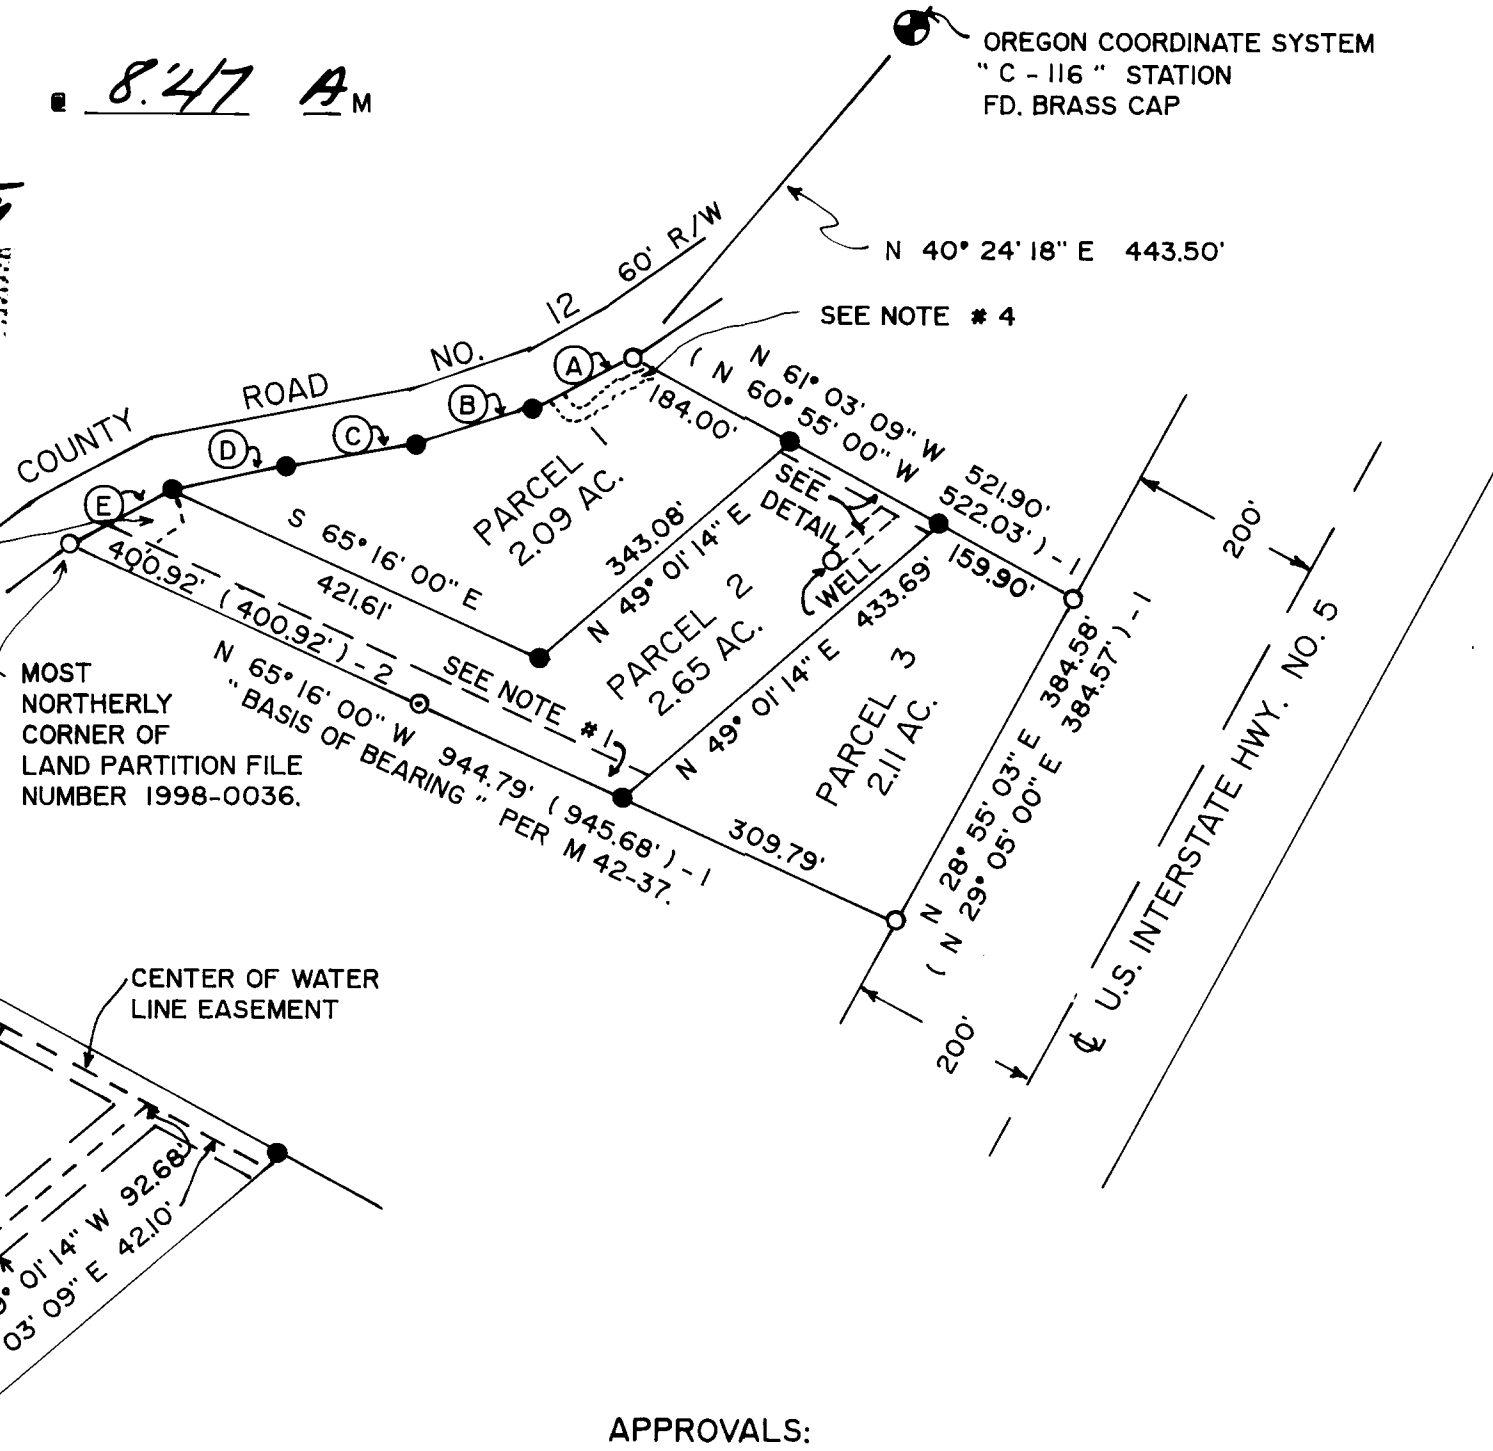 8:47 A M
OREGON COORDINATE SYSTEM
" C - 116 " STATION
FD. BRASS CAP
N 40° 24' 18" E 443.50'
SEE NOTE # 4
COUNTY ROAD NO. 12 60' R/W
A
B
C
D
E
N 61° 03' 09" W 521.90'
( N 60° 55' 00" W 522.03' ) - 1
184.00'
159.90'
PARCEL 1
2.09 AC.
S 65° 16' 00" E
421.61'
343.08'
N 49° 01' 14" E
SEE
DETAIL
WELL
PARCEL 2
2.65 AC.
433.69'
N 49° 01' 14" E
PARCEL 3
2.11 AC.
200'
N 28° 55' 03" E 384.58'
( N 29° 05' 00" E 384.57' ) - 1
℄ U.S. INTERSTATE HWY. NO. 5
200'
400.92' ( 400.92' ) - 2
SEE NOTE # 1
N 65° 16' 00" W 944.79' ( 945.68' ) - 1
" BASIS OF BEARING " PER M 42-37.
309.79'
MOST
NORTHERLY
CORNER OF
LAND PARTITION FILE
NUMBER 1998-0036.
CENTER OF WATER
LINE EASEMENT
9° 01' 14" W 92.68'
03' 09" E 42.10'
APPROVALS: